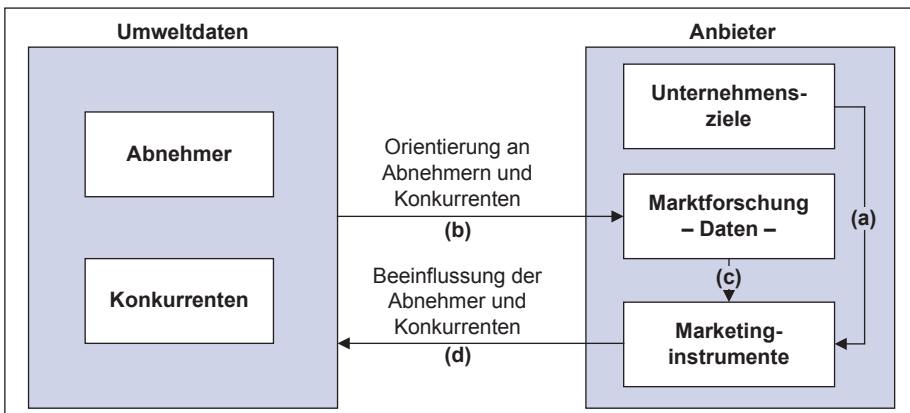 Umweltdaten
Abnehmer
Konkurrenten
Orientierung an
Abnehmern und
Konkurrenten
(b)
Beeinflussung der
Abnehmer und
Konkurrenten
(d)
Anbieter
Unternehmens-
ziele
Marktforschung
– Daten –
(a)
(c)
Marketing-
instrumente